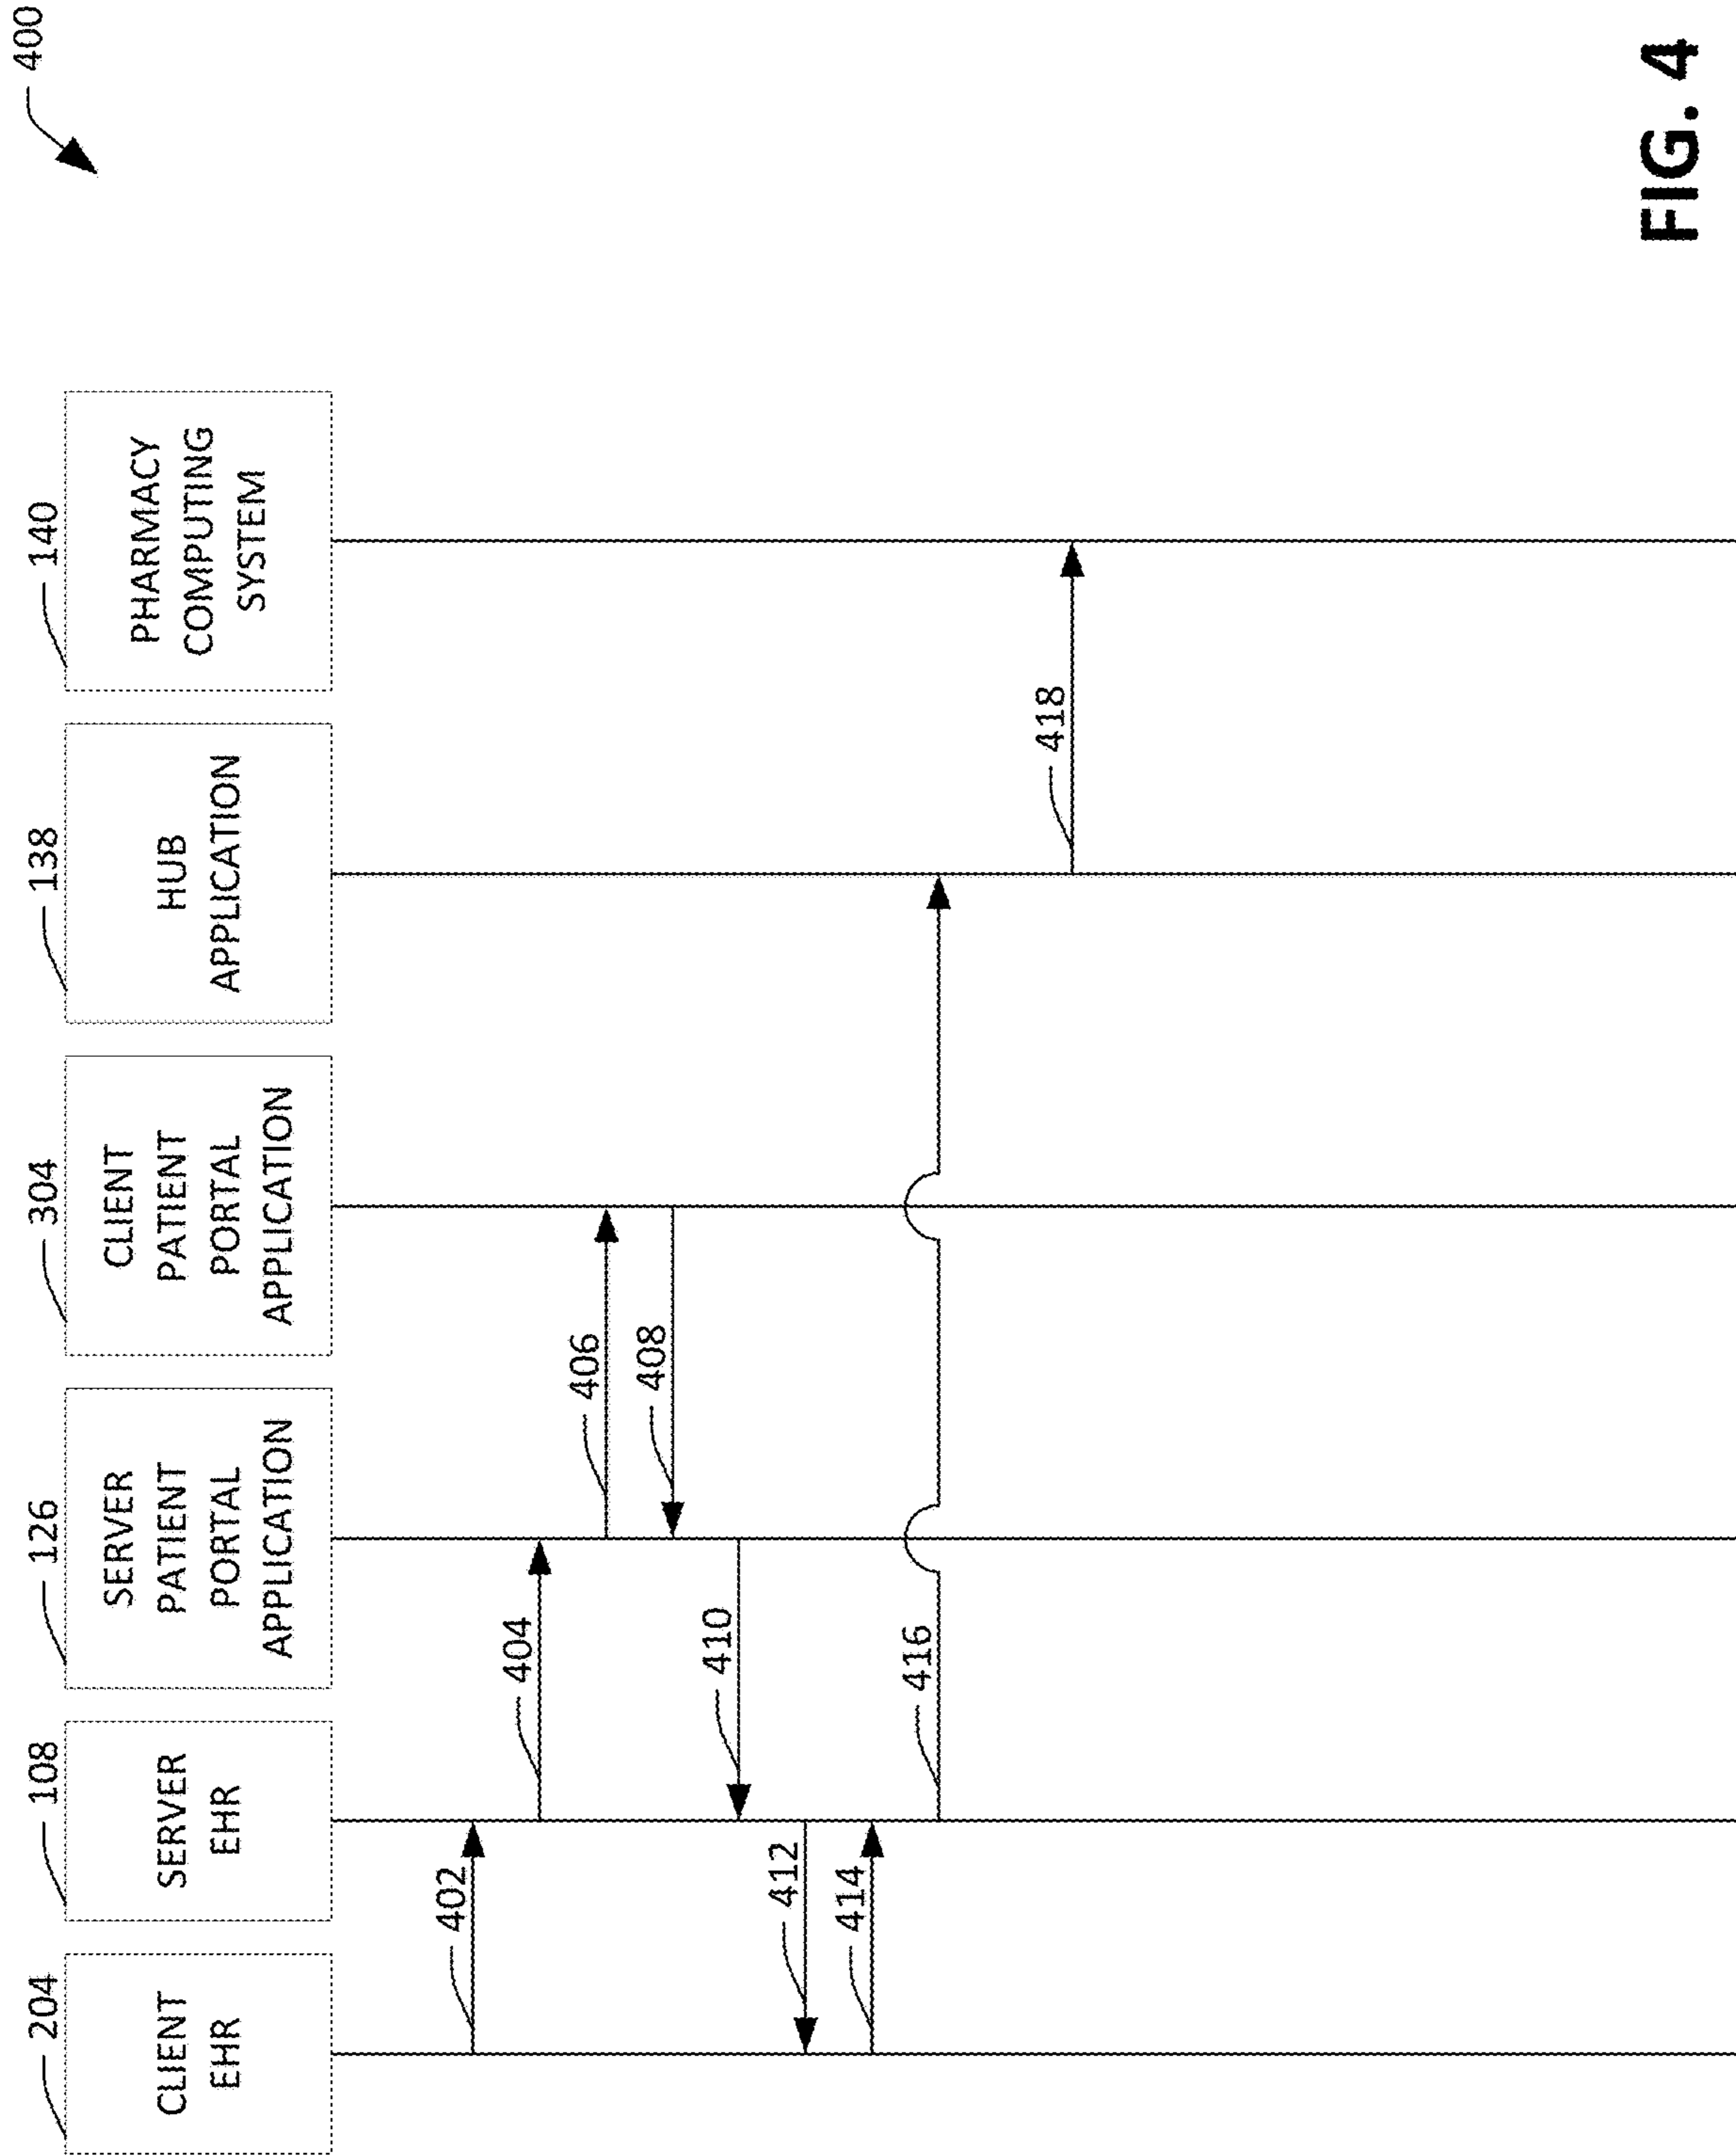 400
204
CLIENT
EHR
108
SERVER
EHR
126
SERVER
PATIENT
PORTAL
APPLICATION
304
CLIENT
PATIENT
PORTAL
APPLICATION
138
HUB
APPLICATION
140
PHARMACY
COMPUTING
SYSTEM
402
404
406
408
410
412
414
416
418
FIG. 4